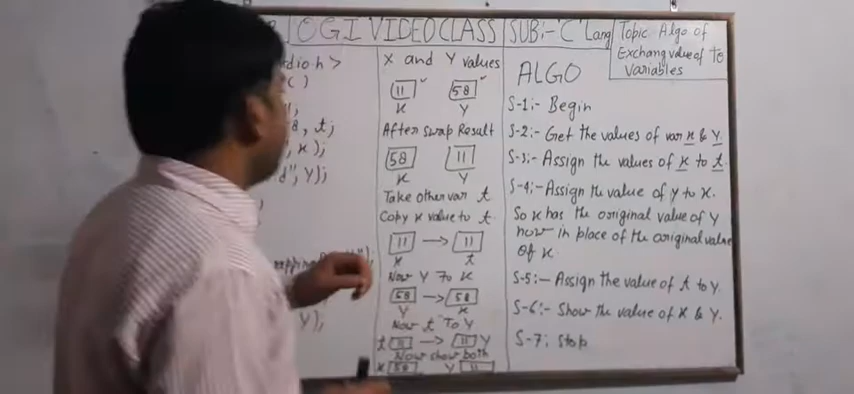 OGI VIDEO CLASS SUB:- "C" Lang
Topic Algo of
Exchang value of To
Variables
dio h >
( )
, t;
, x);
d", y);
");
y);
X and Y values
11 58
x y
After Swap Result
58 11
x y
Take other var t
Copy x value to t
11 → 11
x t
Now Y To x
58 → 58
y x
Now t To y
t 11 → 11 y
Now show both
x 58 y 11
ALGO
S-1:- Begin
S-2:- Get the values of var x & y.
S-3:- Assign the values of x to t.
S-4:- Assign the value of y to x.
So x has the original value of y
now in place of the original value
of x
S-5:- Assign the value of t to y.
S-6:- Show the value of x & y.
S-7: Stop